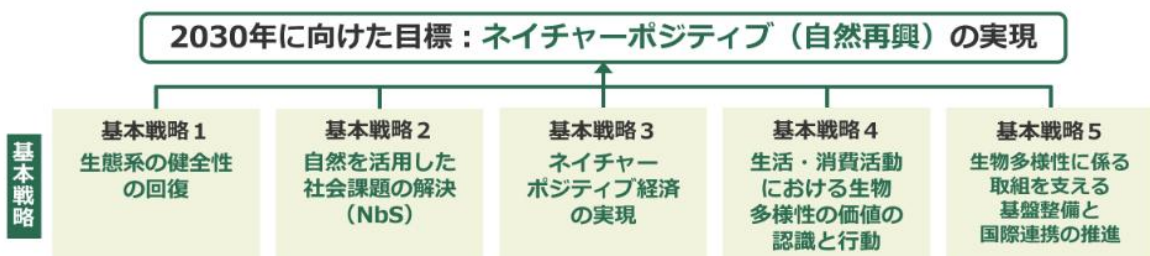 2030年に向けた目標：ネイチャーポジティブ（自然再興）の実現
基本戦略
基本戦略1
生態系の健全性
の回復
基本戦略2
自然を活用した
社会課題の解決
（NbS）
基本戦略3
ネイチャー
ポジティブ経済
の実現
基本戦略4
生活・消費活動
における生物
多様性の価値の
認識と行動
基本戦略5
生物多様性に係る
取組を支える
基盤整備と
国際連携の推進